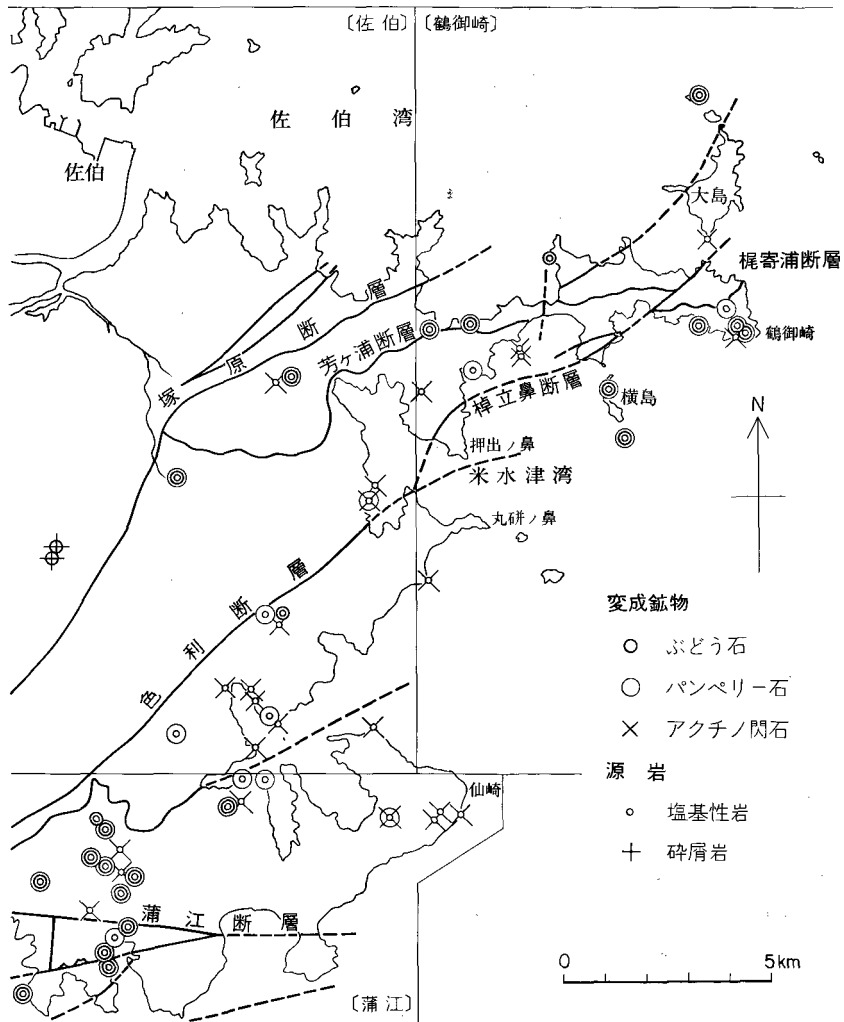 〔佐 伯〕
〔鶴御崎〕
佐 伯 湾
佐伯
大島
梶寄浦断層
鶴御崎
塚原断層
芳ヶ浦断層
棹立鼻断層
横島
押出ノ鼻
米水津湾
丸硑ノ鼻
N
色利断層
変成鉱物
ぶどう石
パンペリー石
アクチノ閃石
源 岩
塩基性岩
砕屑岩
仙崎
蒲江断層
0 5km
〔蒲 江〕